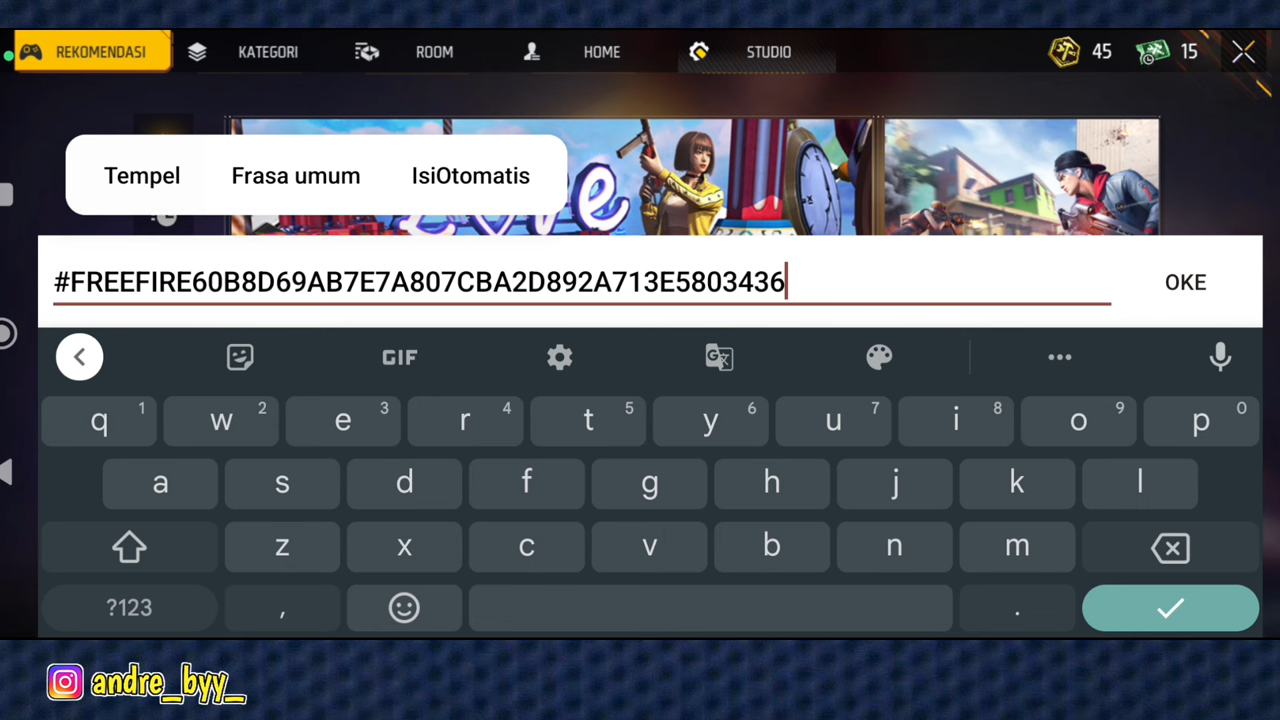 REKOMENDASI KATEGORI ROOM HOME STUDIO 45 15
Tempel Frasa umum IsiOtomatis
#FREEFIRE60B8D69AB7E7A807CBA2D892A713E5803436 OKE
GIF
q 1 w 2 e 3 r 4 t 5 y 6 u 7 i 8 o 9 p 0
a s d f g h j k l
z x c v b n m
?123 , .
andre_byy_